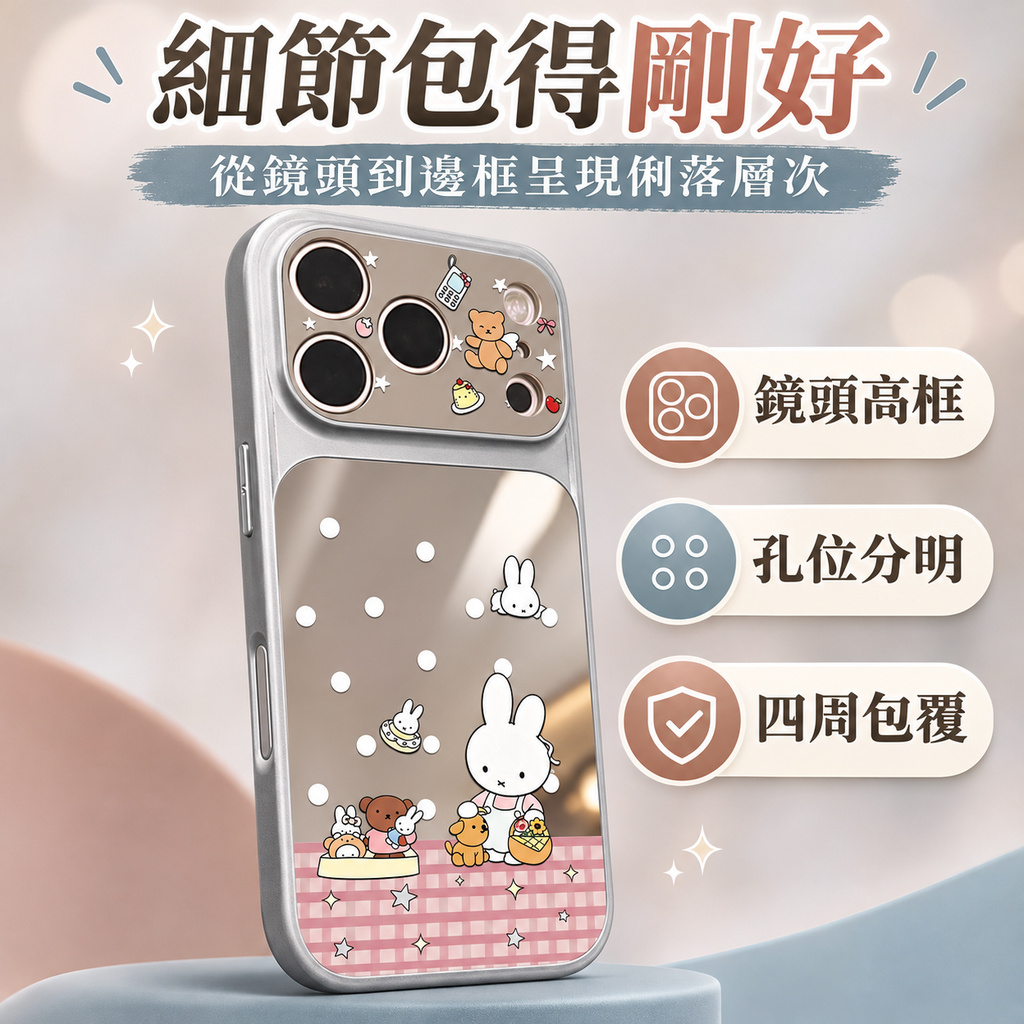 細節包得剛好
從鏡頭到邊框呈現俐落層次
鏡頭高框
孔位分明
四周包覆